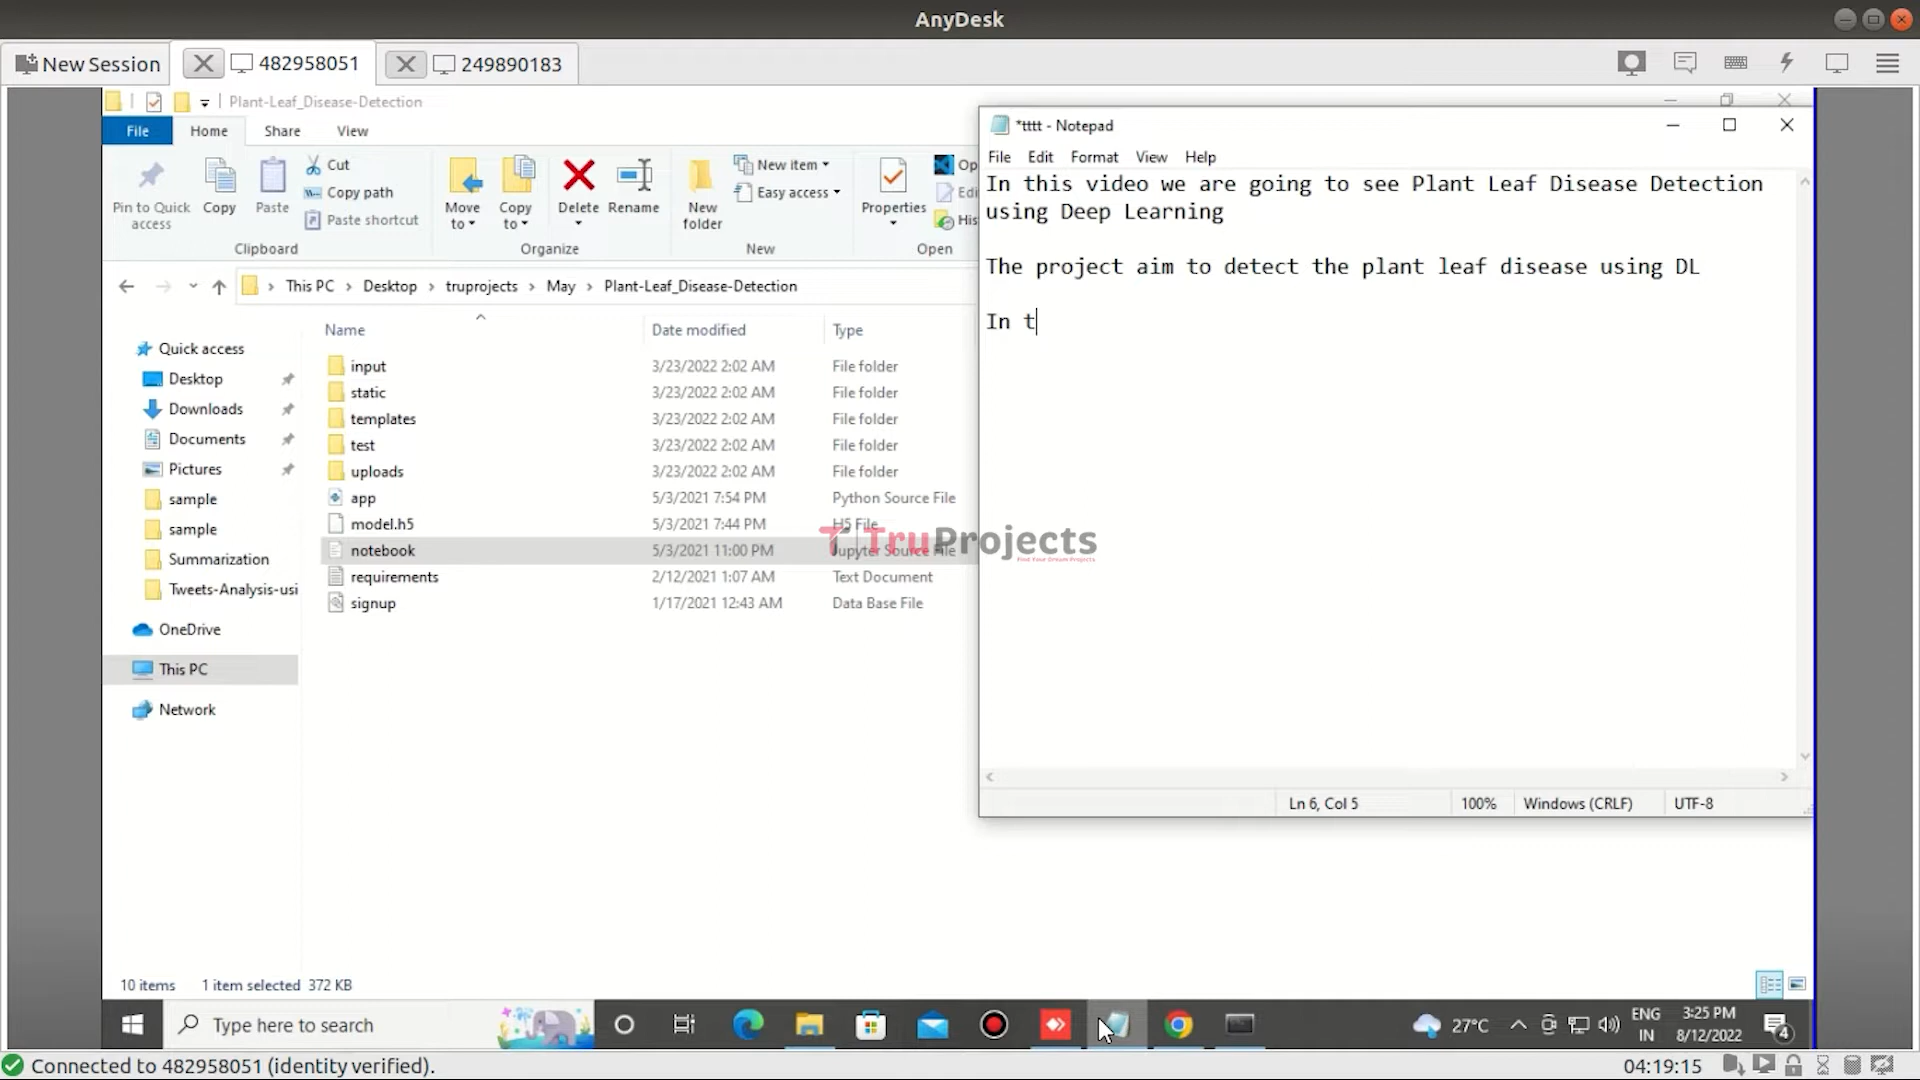 AnyDesk
New Session
482958051
249890183
Plant-Leaf_Disease-Detection
File Home Share View
Pin to Quick access
Copy
Paste
Cut
Copy path
Paste shortcut
Clipboard
Move to
Copy to
Delete
Rename
Organize
New folder
New item
Easy access
New
Properties
Open
This PC > Desktop > truprojects > May > Plant-Leaf_Disease-Detection
Name Date modified Type
input 3/23/2022 2:02 AM File folder
static 3/23/2022 2:02 AM File folder
templates 3/23/2022 2:02 AM File folder
test 3/23/2022 2:02 AM File folder
uploads 3/23/2022 2:02 AM File folder
app 5/3/2021 7:54 PM Python Source File
model.h5 5/3/2021 7:44 PM H5 File
notebook 5/3/2021 11:00 PM Jupyter Source File
requirements 2/12/2021 1:07 AM Text Document
signup 1/17/2021 12:43 AM Data Base File
Quick access
Desktop
Downloads
Documents
Pictures
sample
sample
Summarization
Tweets-Analysis-usi
OneDrive
This PC
Network
10 items 1 item selected 372 KB
*tttt - Notepad
File Edit Format View Help
In this video we are going to see Plant Leaf Disease Detection
using Deep Learning
The project aim to detect the plant leaf disease using DL
In t
Ln 6, Col 5 100% Windows (CRLF) UTF-8
TruProjects
Find Your Dream Projects
Type here to search
27°C
ENG
IN
3:25 PM
8/12/2022
4
Connected to 482958051 (identity verified).
04:19:15